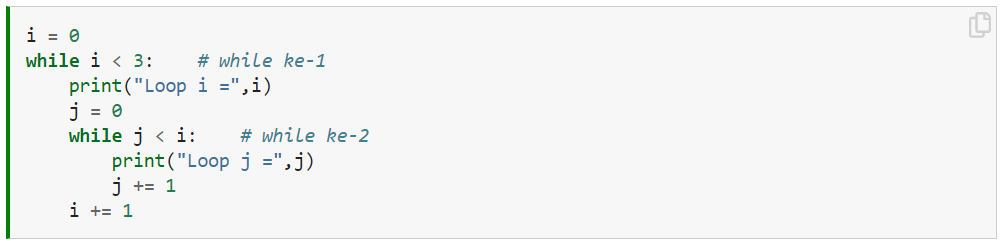 i = 0
while i < 3:    # while ke-1
    print("Loop i =",i)
    j = 0
    while j < i:    # while ke-2
        print("Loop j =",j)
        j += 1
    i += 1